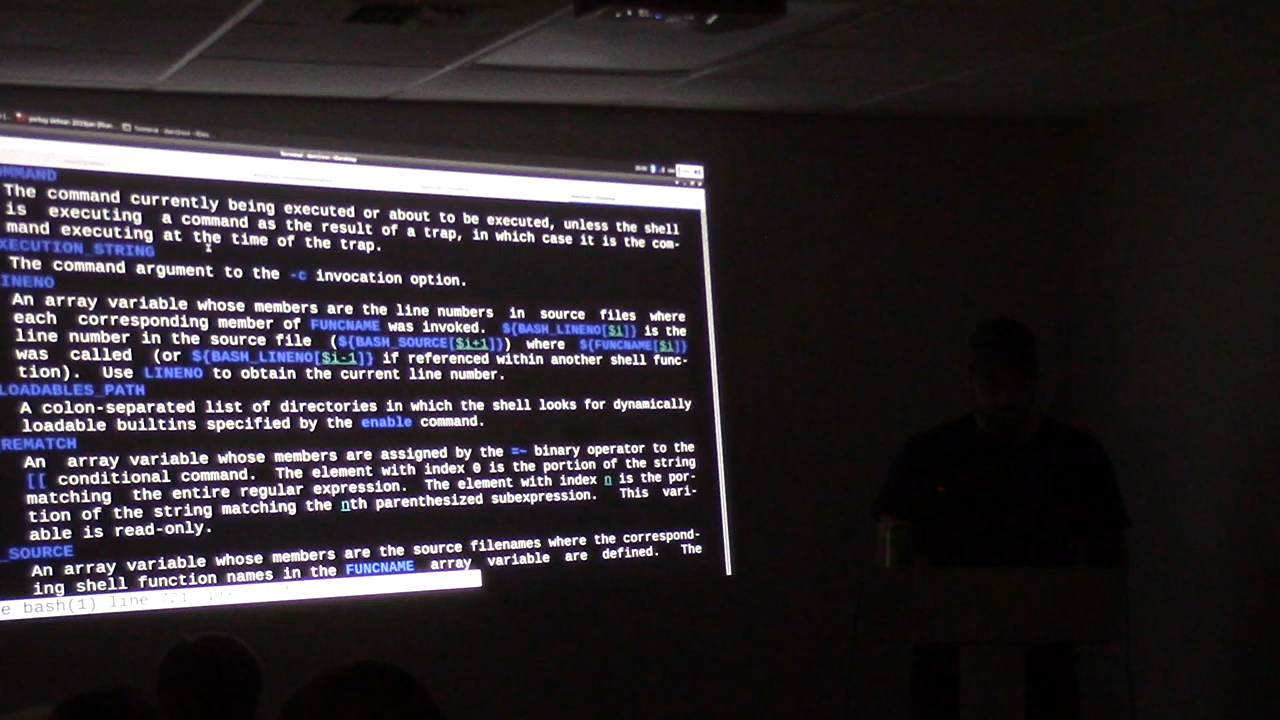 OMMAND
The command currently being executed or about to be executed, unless the shell
is executing a command as the result of a trap, in which case it is the com-
mand executing at the time of the trap.
XECUTION_STRING
The command argument to the -c invocation option.
INENO
An array variable whose members are the line numbers in source files where
each corresponding member of FUNCNAME was invoked. ${BASH_LINENO[$i]} is the
line number in the source file (${BASH_SOURCE[$i+1]}) where ${FUNCNAME[$i]}
was called (or ${BASH_LINENO[$i-1]} if referenced within another shell func-
tion). Use LINENO to obtain the current line number.
LOADABLES_PATH
A colon-separated list of directories in which the shell looks for dynamically
loadable builtins specified by the enable command.
REMATCH
An array variable whose members are assigned by the =~ binary operator to the
[[ conditional command. The element with index 0 is the portion of the string
matching the entire regular expression. The element with index n is the por-
tion of the string matching the nth parenthesized subexpression. This vari-
able is read-only.
_SOURCE
An array variable whose members are the source filenames where the correspond-
ing shell function names in the FUNCNAME array variable are defined. The
e bash(1) line